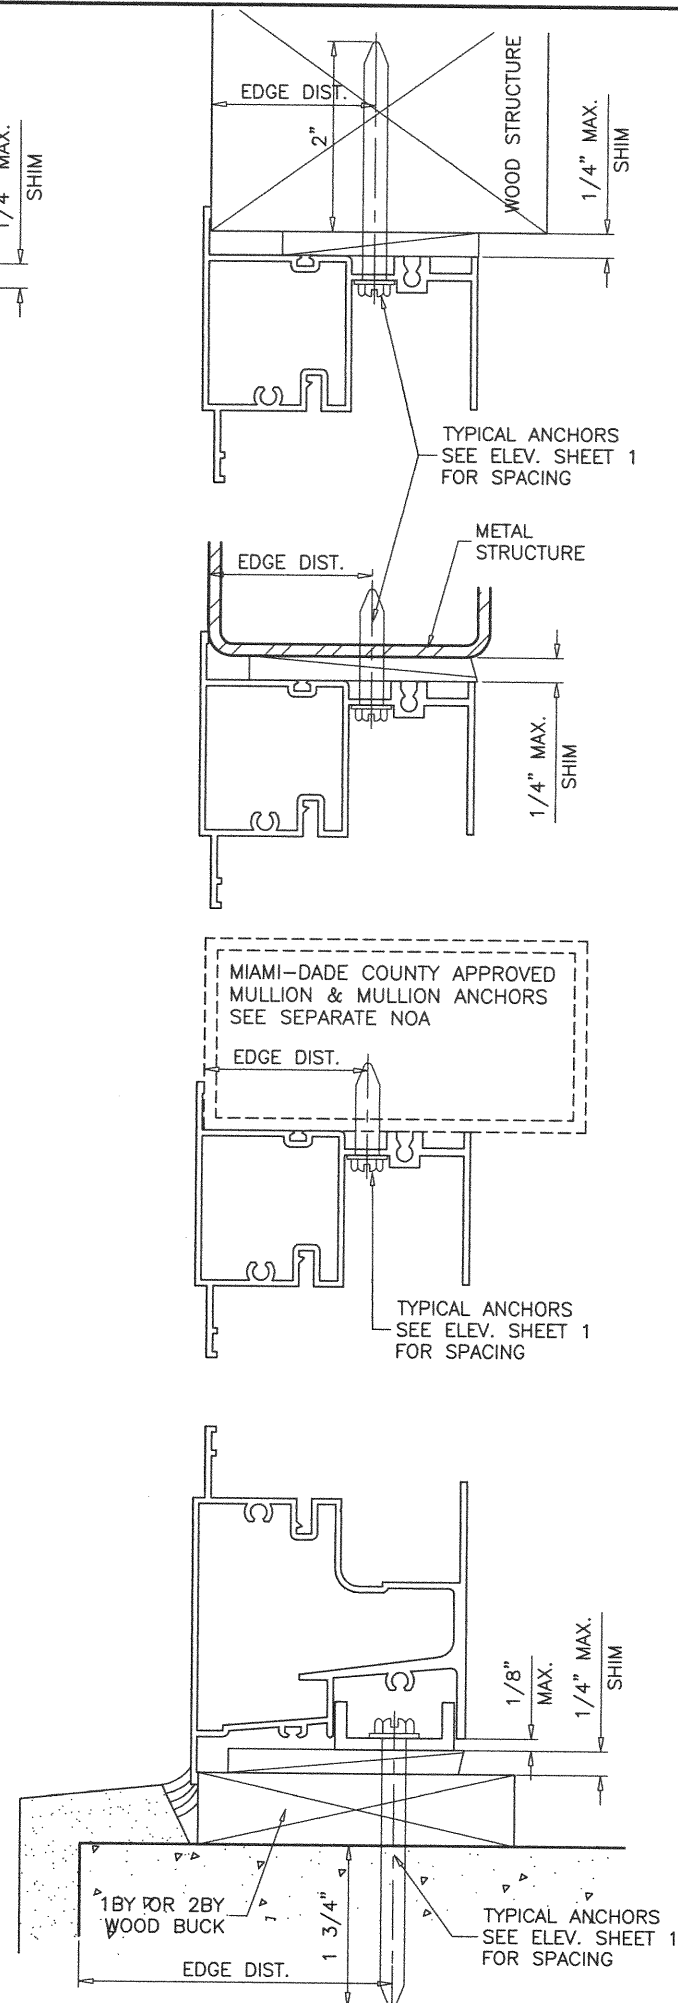 1/4" MAX.
SHIM
EDGE DIST.
2"
WOOD STRUCTURE
1/4" MAX.
SHIM
TYPICAL ANCHORS
SEE ELEV. SHEET 1
FOR SPACING
METAL
STRUCTURE
EDGE DIST.
1/4" MAX.
SHIM
MIAMI-DADE COUNTY APPROVED
MULLION & MULLION ANCHORS
SEE SEPARATE NOA
EDGE DIST.
TYPICAL ANCHORS
SEE ELEV. SHEET 1
FOR SPACING
1/8"
MAX.
1/4" MAX.
SHIM
1BY OR 2BY
WOOD BUCK
1 3/4"
TYPICAL ANCHORS
SEE ELEV. SHEET 1
FOR SPACING
EDGE DIST.